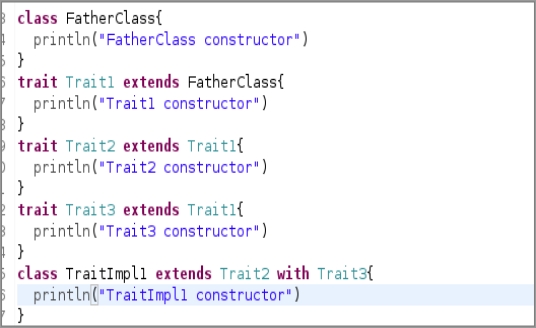 3 class FatherClass{
4 println("FatherClass constructor")
5 }
6 trait Trait1 extends FatherClass{
7 println("Trait1 constructor")
8 }
9 trait Trait2 extends Trait1{
0 println("Trait2 constructor")
1 }
2 trait Trait3 extends Trait1{
3 println("Trait3 constructor")
4 }
5 class TraitImpl1 extends Trait2 with Trait3{
6 println("TraitImpl1 constructor")
7 }